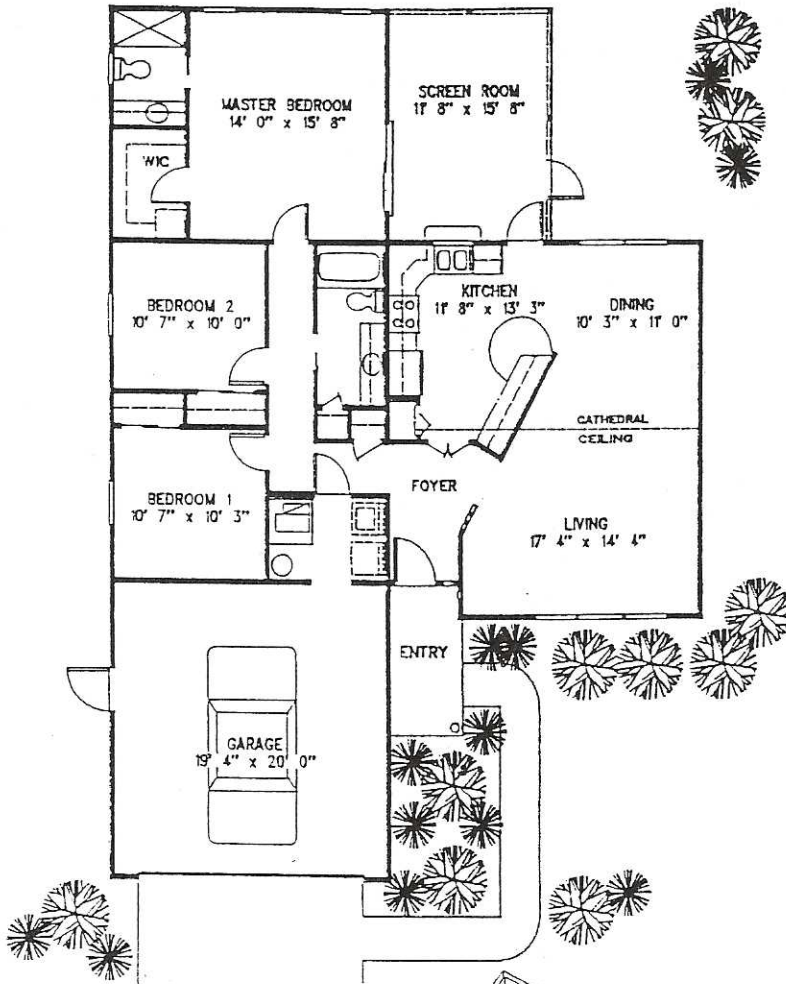 MASTER BEDROOM
14' 0" x 15' 8"
SCREEN ROOM
11' 8" x 15' 8"
WIC
BEDROOM 2
10' 7" x 10' 0"
KITCHEN
11' 8" x 13' 3"
DINING
10' 3" x 11' 0"
CATHEDRAL
CEILING
BEDROOM 1
10' 7" x 10' 3"
FOYER
LIVING
17' 4" x 14' 4"
ENTRY
GARAGE
19' 4" x 20' 0"